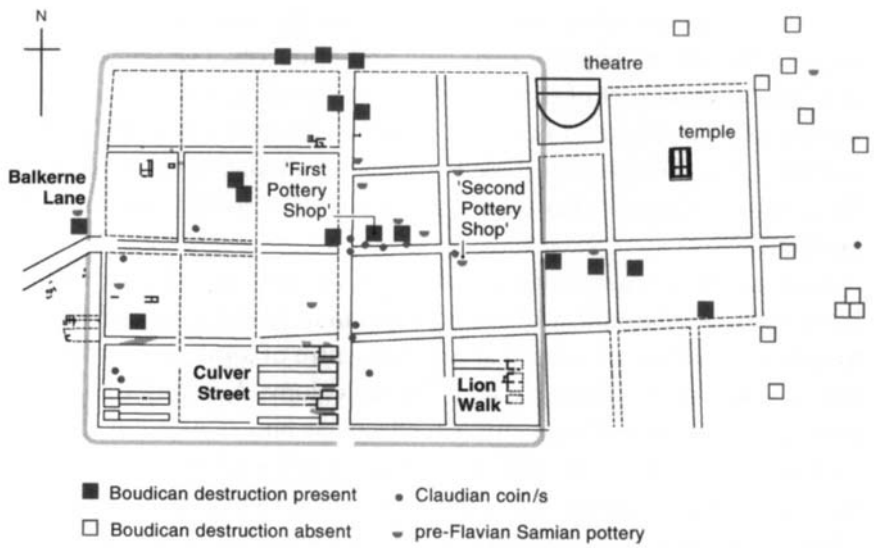 N
theatre
temple
Balkerne
Lane
'First
Pottery
Shop'
'Second
Pottery
Shop'
Culver
Street
Lion
Walk
Boudican destruction present
Claudian coin/s
Boudican destruction absent
pre-Flavian Samian pottery